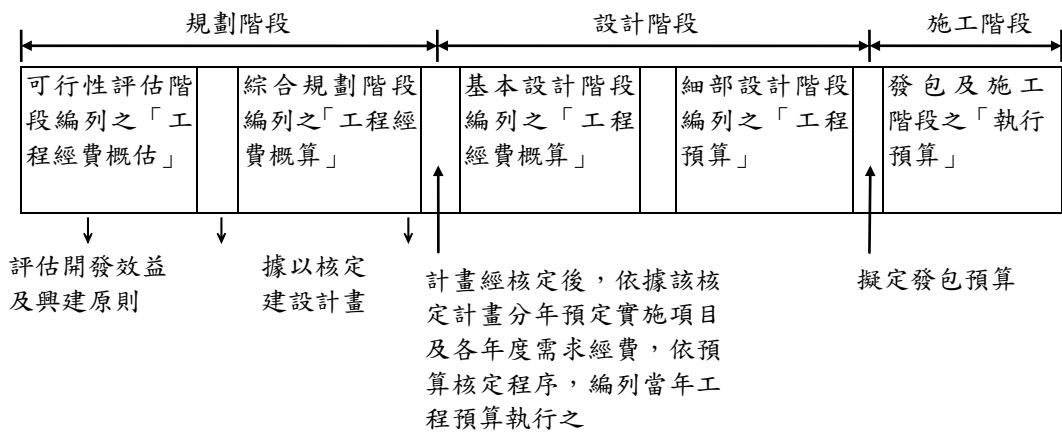 規劃階段
設計階段
施工階段
可行性評估階
段編列之「工
程經費概估」
綜合規劃階段
編列之「工程經
費概算」
基本設計階段
編列之「工程
經費概算」
細部設計階段
編列之「工程
預算」
發包及施工
階段之「執行
預算」
評估開發效益
及興建原則
據以核定
建設計畫
計畫經核定後，依據該核
定計畫分年預定實施項目
及各年度需求經費，依預
算核定程序，編列當年工
程預算執行之
擬定發包預算